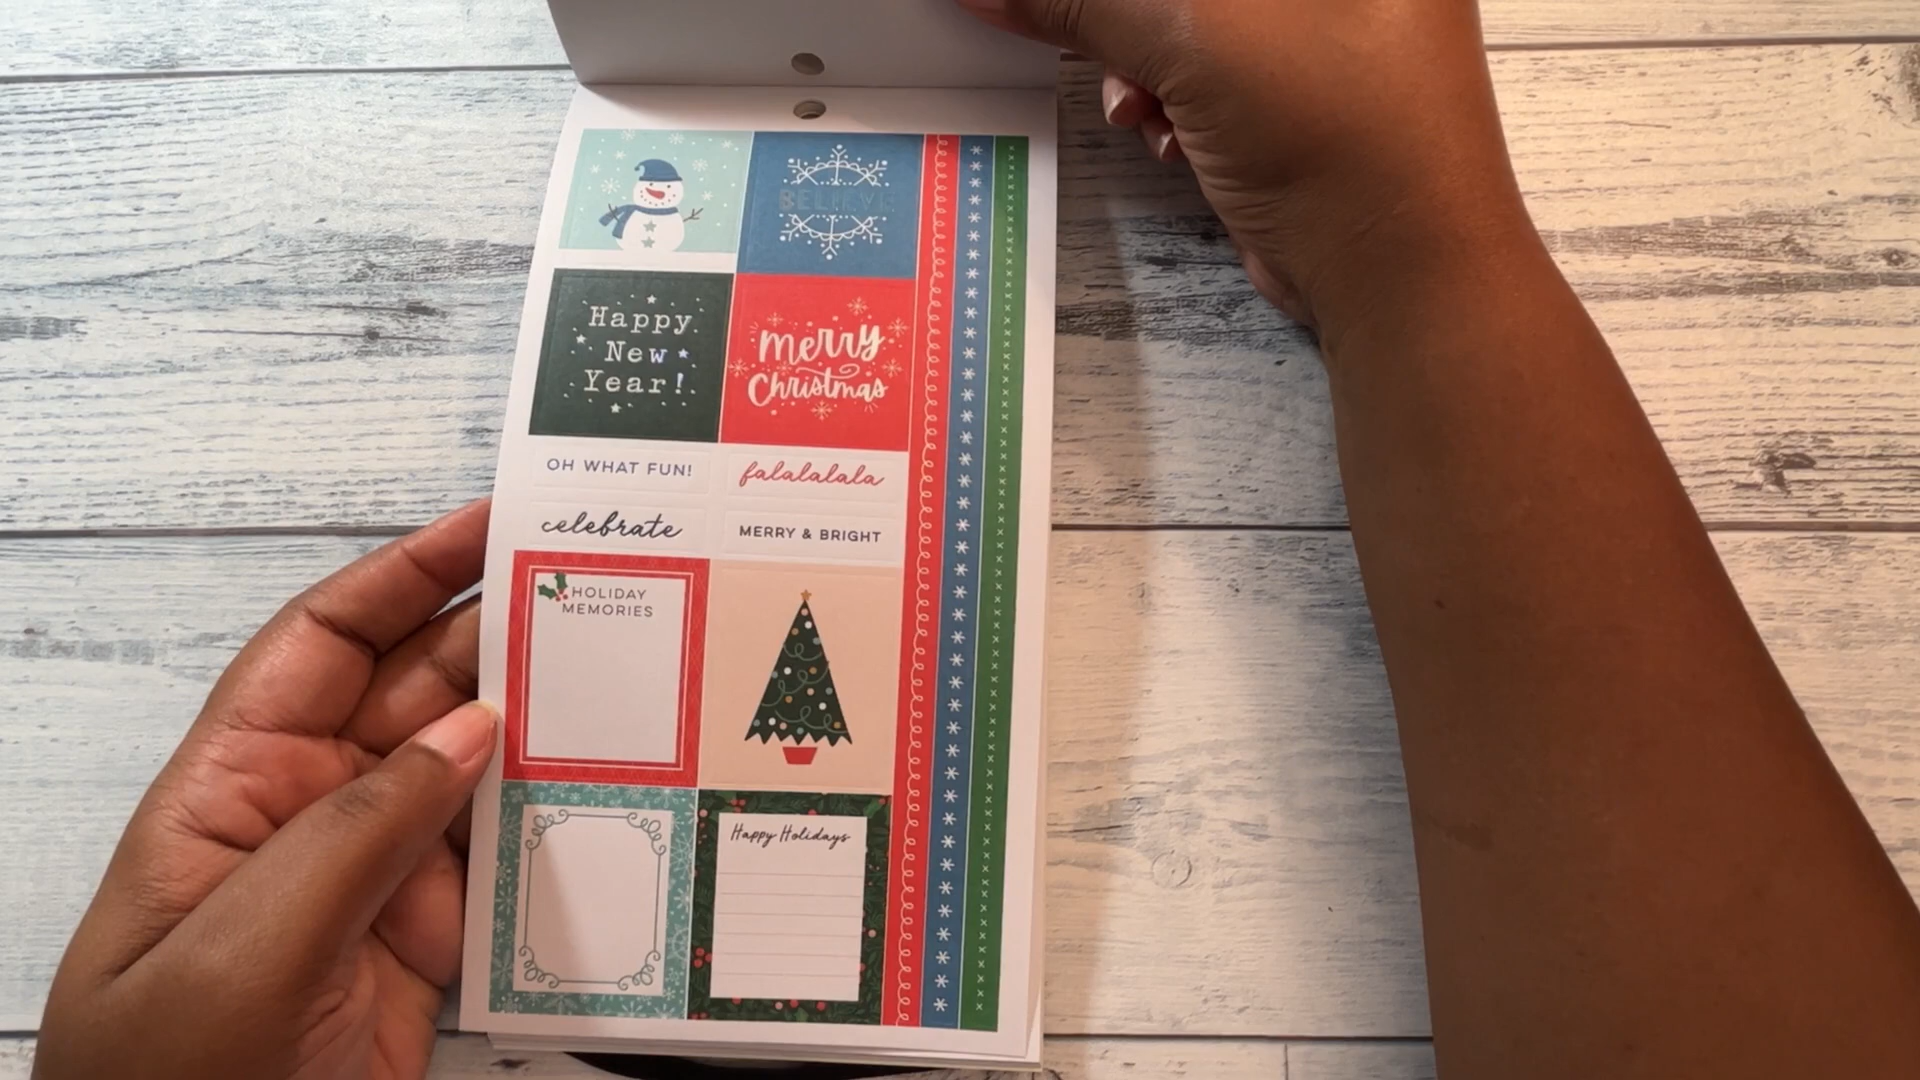 BELIEVE
Happy
New
Year!
merry
Christmas
OH WHAT FUN!
falalalala
celebrate
MERRY & BRIGHT
HOLIDAY
MEMORIES
Happy Holidays